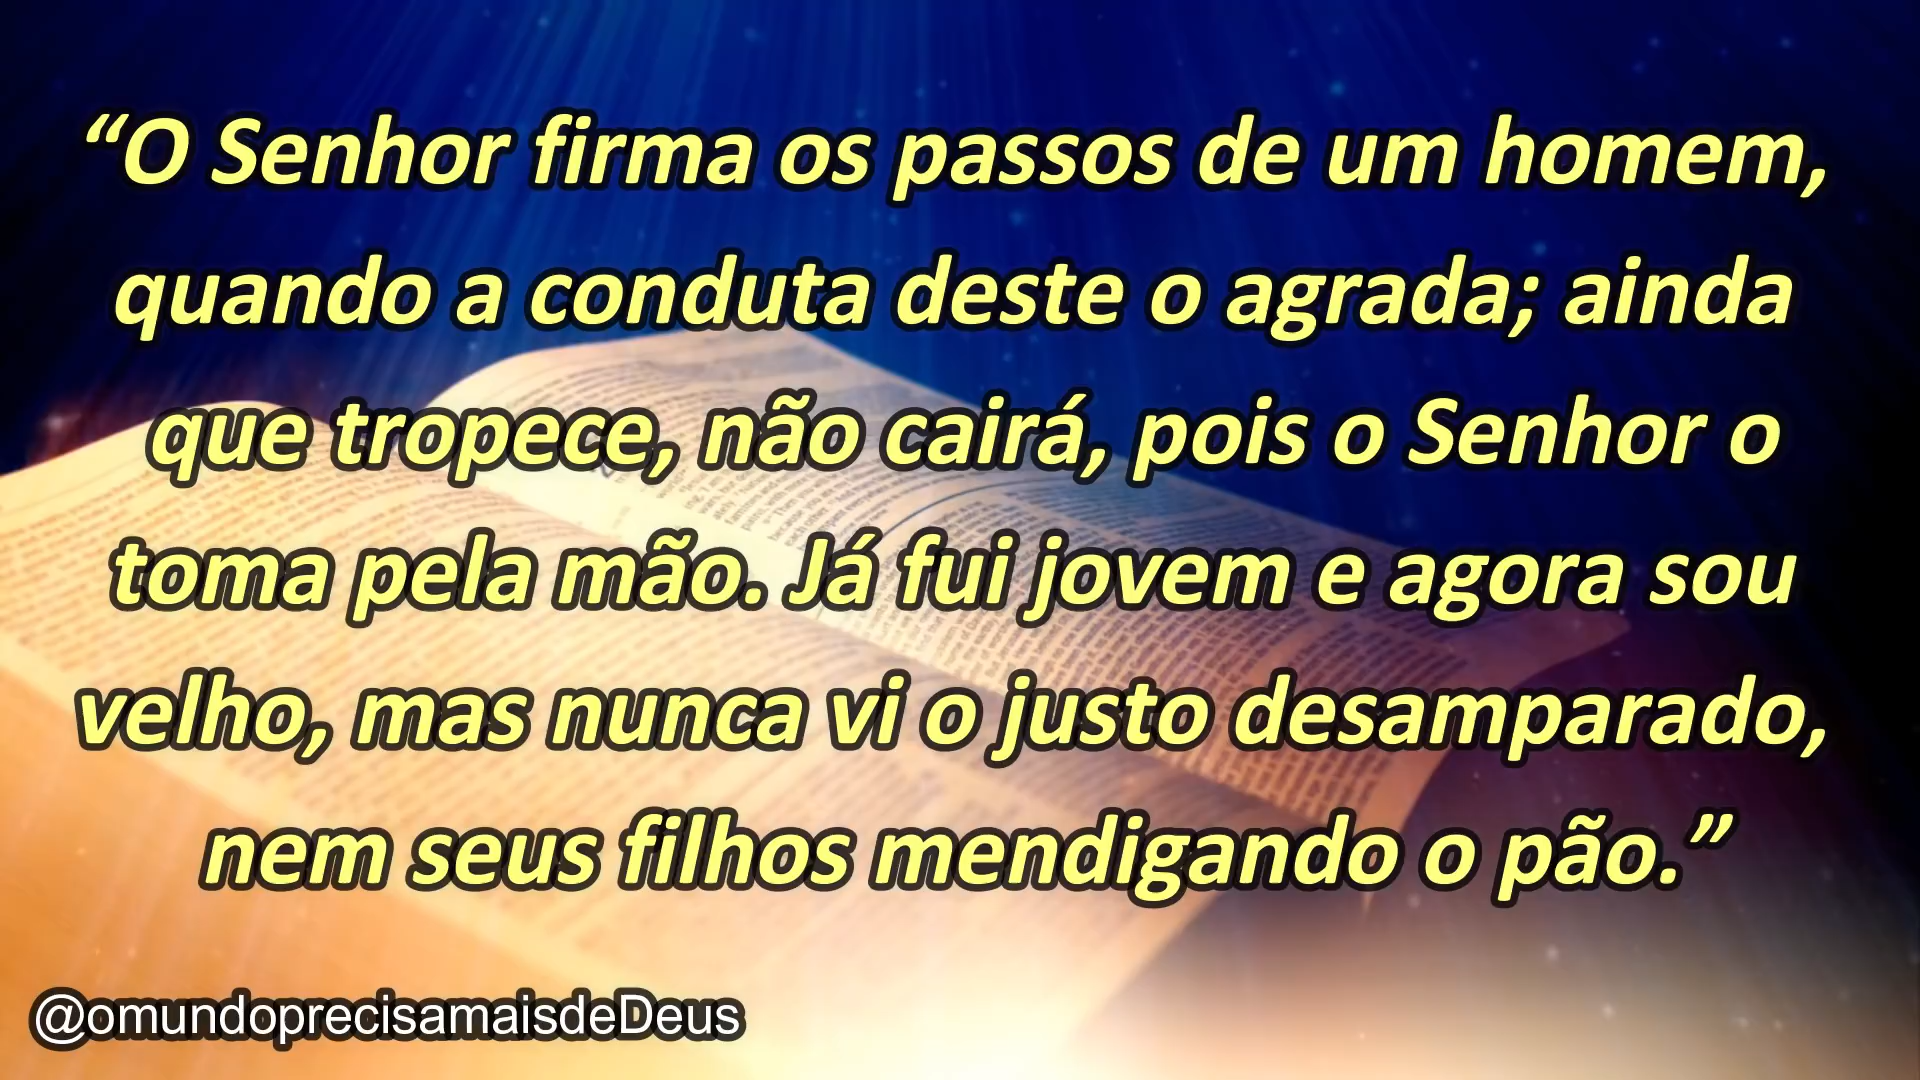 “O Senhor firma os passos de um homem,
quando a conduta deste o agrada; ainda
que tropece, não cairá, pois o Senhor o
toma pela mão. Já fui jovem e agora sou
velho, mas nunca vi o justo desamparado,
nem seus filhos mendigando o pão.”
@omundoprecisamaisdeDeus